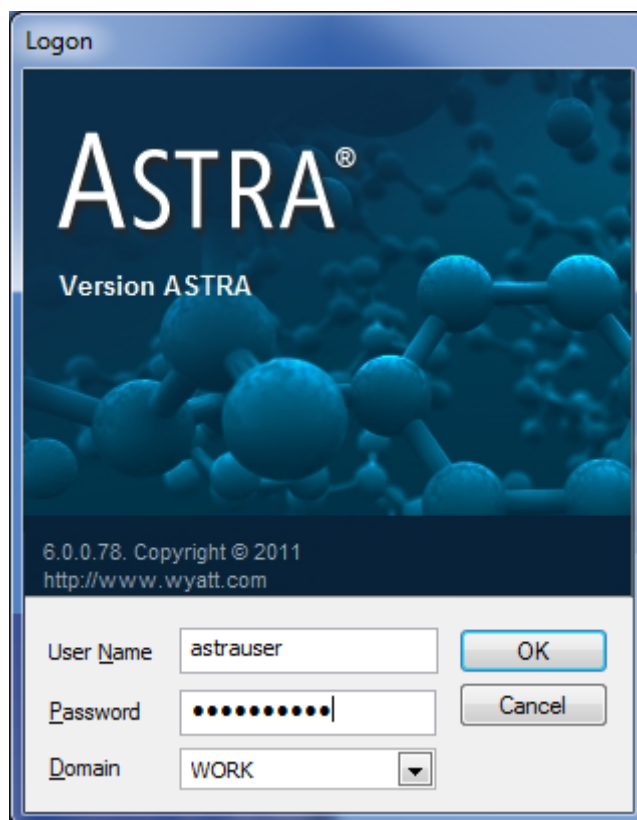 Logon
ASTRA®
Version ASTRA
6.0.0.78. Copyright © 2011
http://www.wyatt.com
User Name astrauser OK
Password ●●●●●●●●●● Cancel
Domain WORK